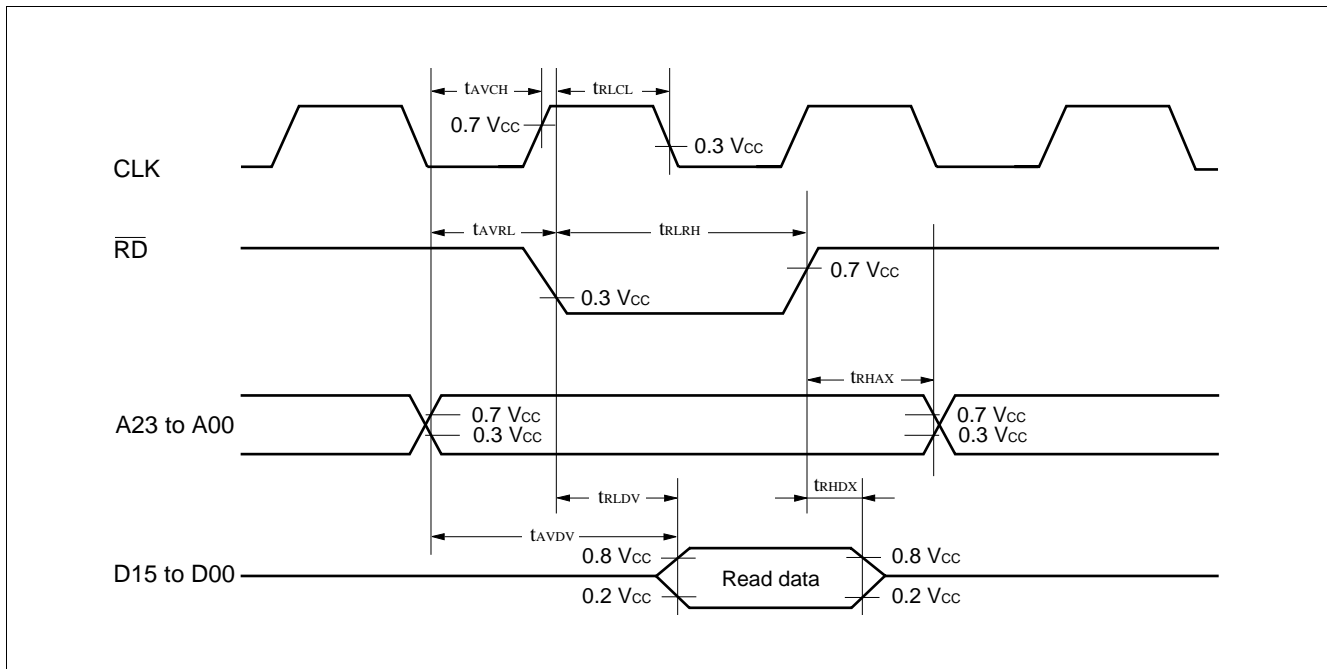 tAVCH
tRLCL
0.7 VCC
0.3 VCC
CLK
tAVRL
tRLRH
RD
0.7 VCC
0.3 VCC
tRHAX
A23 to A00
0.7 VCC
0.3 VCC
0.7 VCC
0.3 VCC
tRLDV
tRHDX
tAVDV
0.8 VCC
0.8 VCC
D15 to D00
Read data
0.2 VCC
0.2 VCC